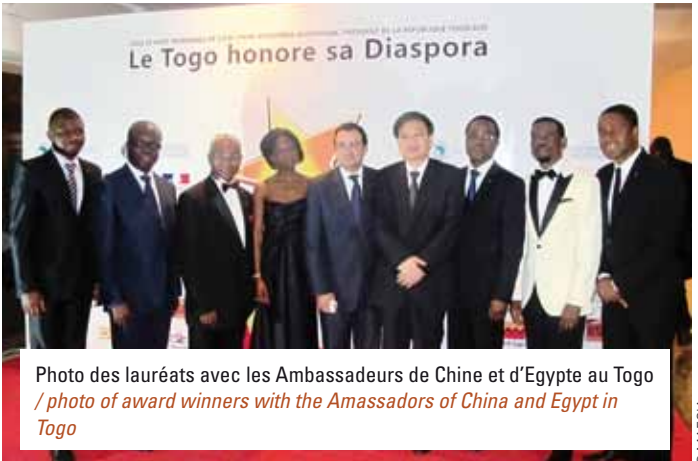 Le Togo honore sa Diaspora
Photo des lauréats avec les Ambassadeurs de Chine et d'Egypte au Togo
/ photo of award winners with the Amassadors of China and Egypt in
Togo